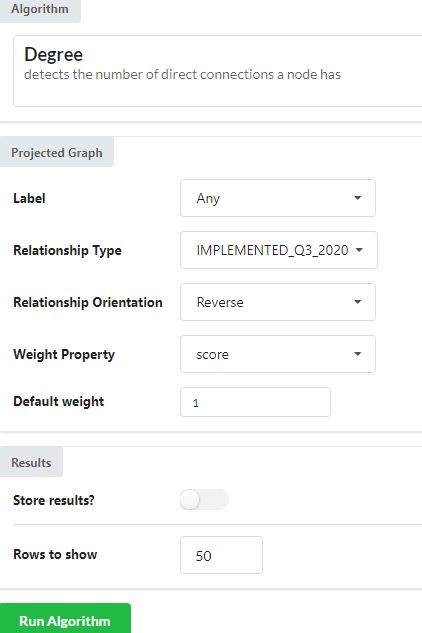 Algorithm
Degree
detects the number of direct connections a node has
Projected Graph
Label Any
Relationship Type IMPLEMENTED_Q3_2020
Relationship Orientation Reverse
Weight Property score
Default weight 1
Results
Store results?
Rows to show 50
Run Algorithm